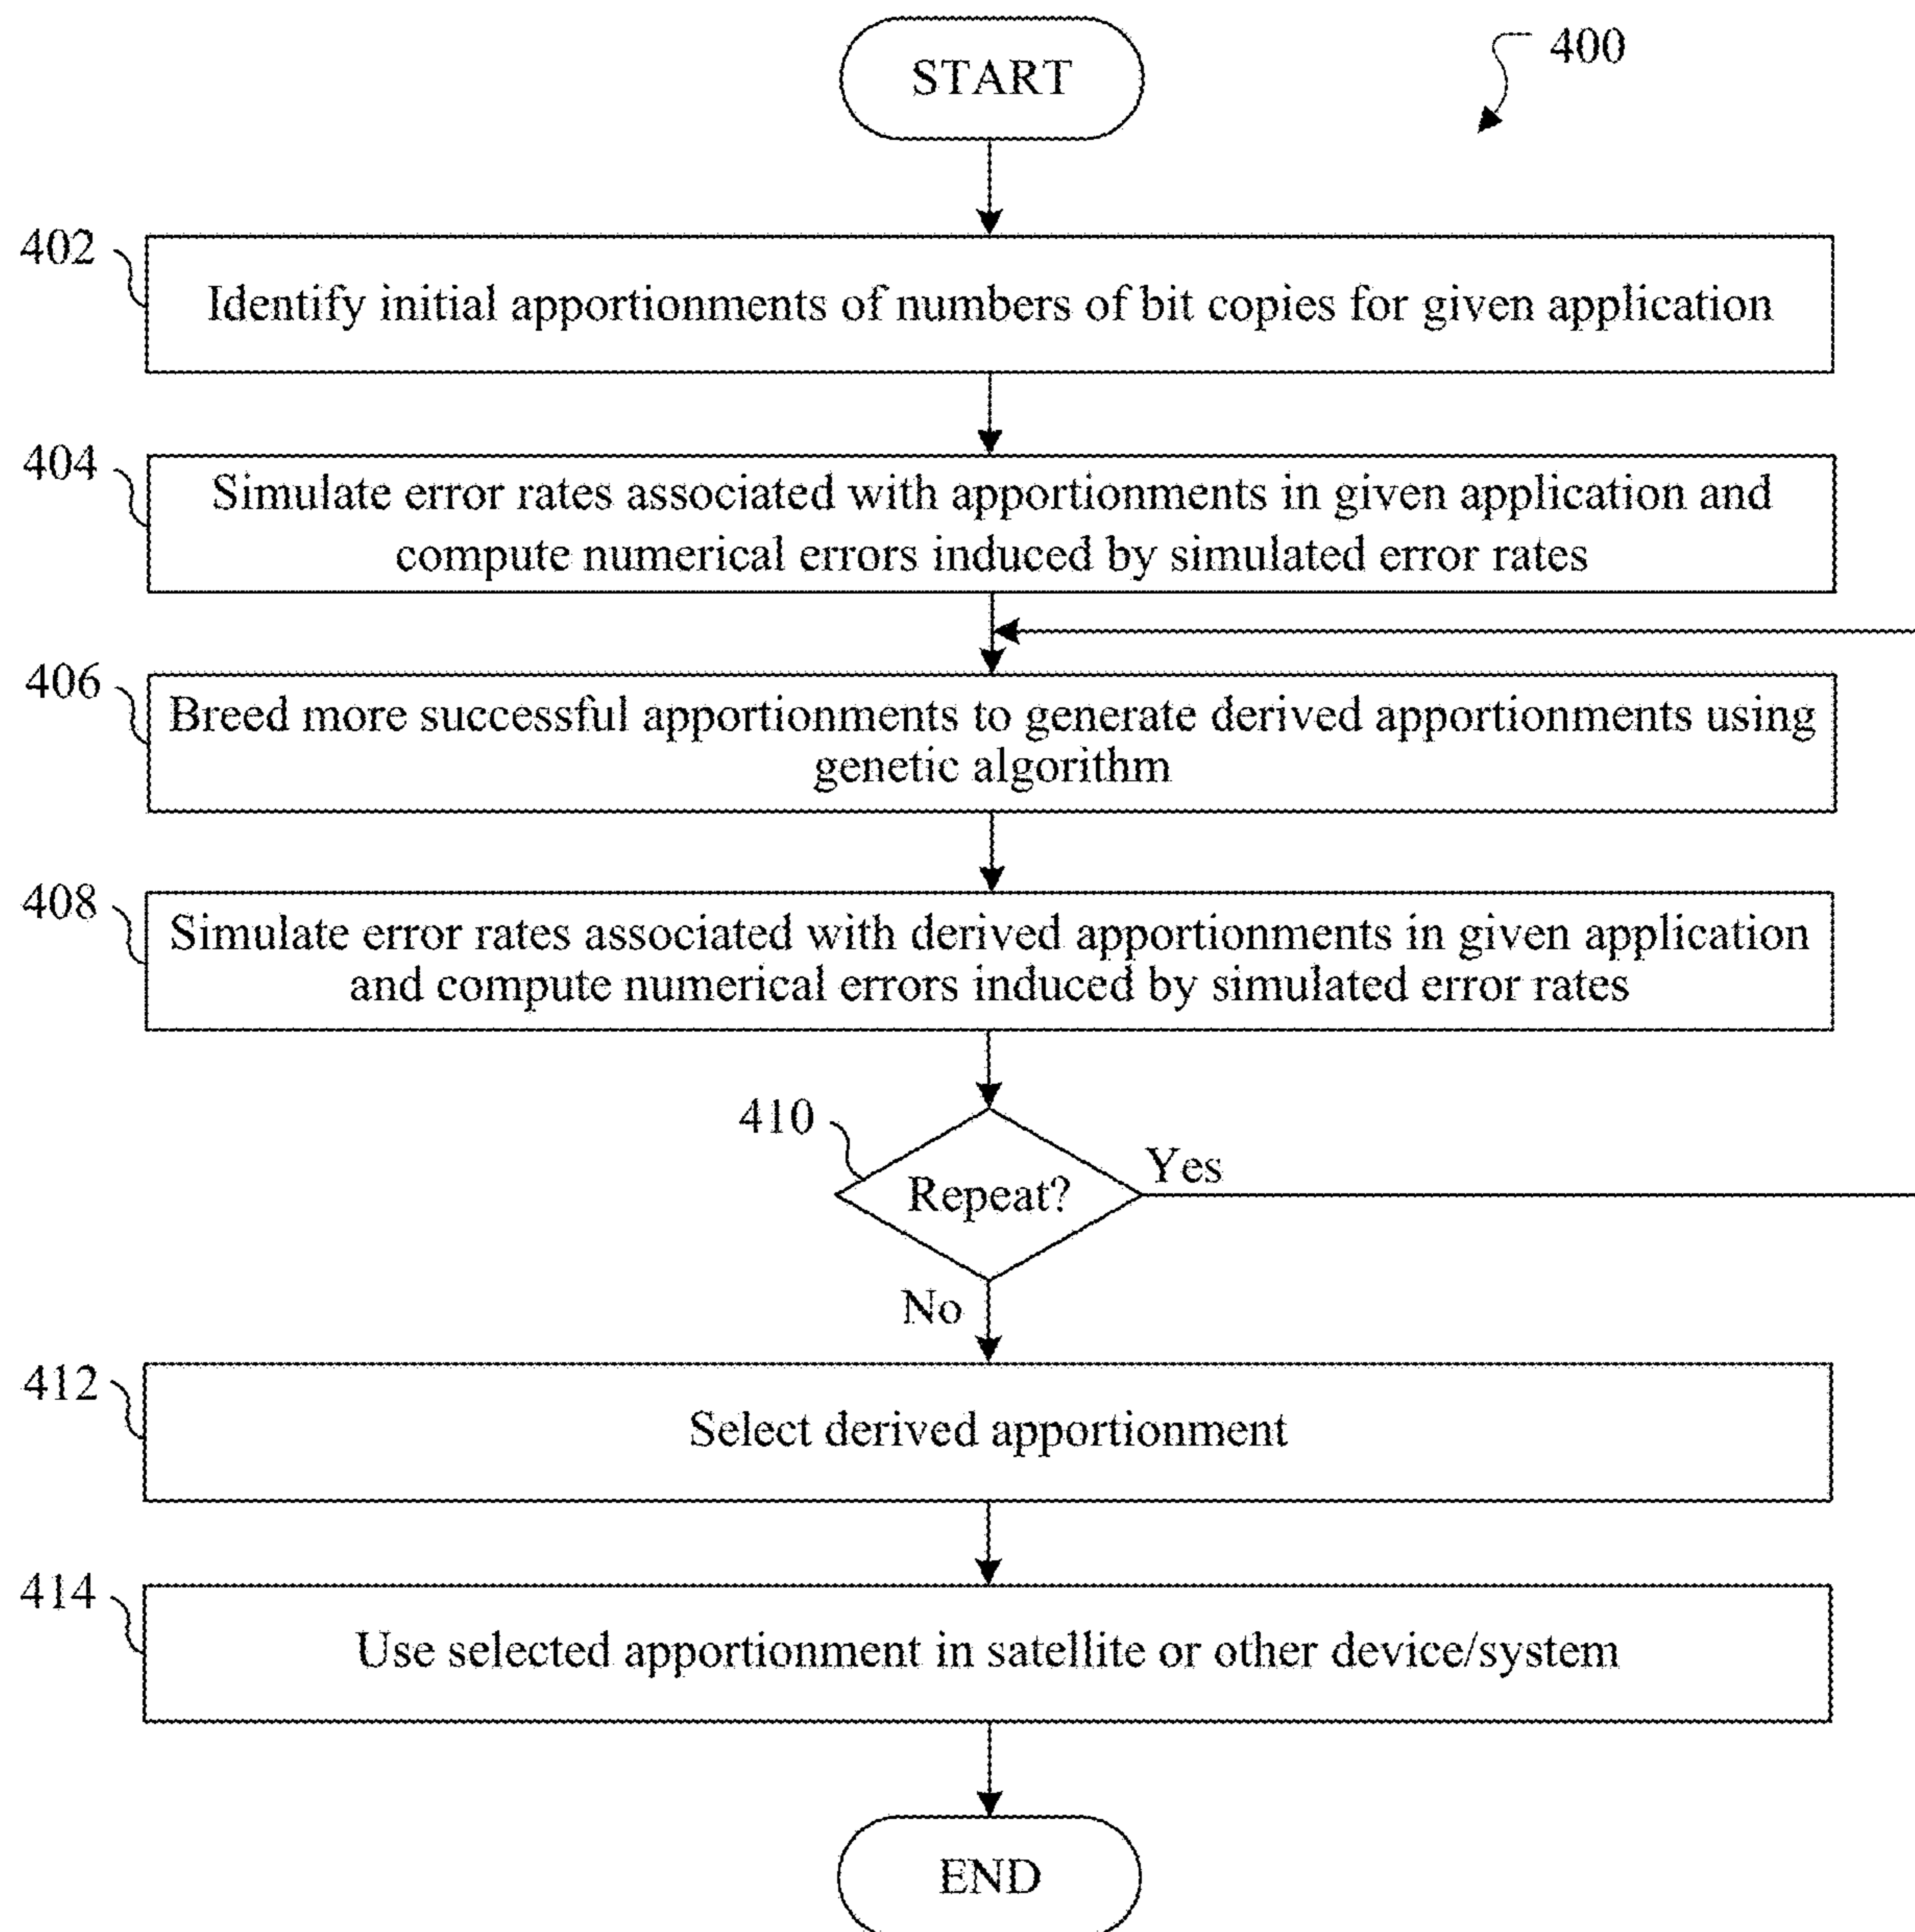 START
400
402
Identify initial apportionments of numbers of bit copies for given application
404
Simulate error rates associated with apportionments in given application and
compute numerical errors induced by simulated error rates
406
Breed more successful apportionments to generate derived apportionments using
genetic algorithm
408
Simulate error rates associated with derived apportionments in given application
and compute numerical errors induced by simulated error rates
410
Repeat?
Yes
No
412
Select derived apportionment
414
Use selected apportionment in satellite or other device/system
END